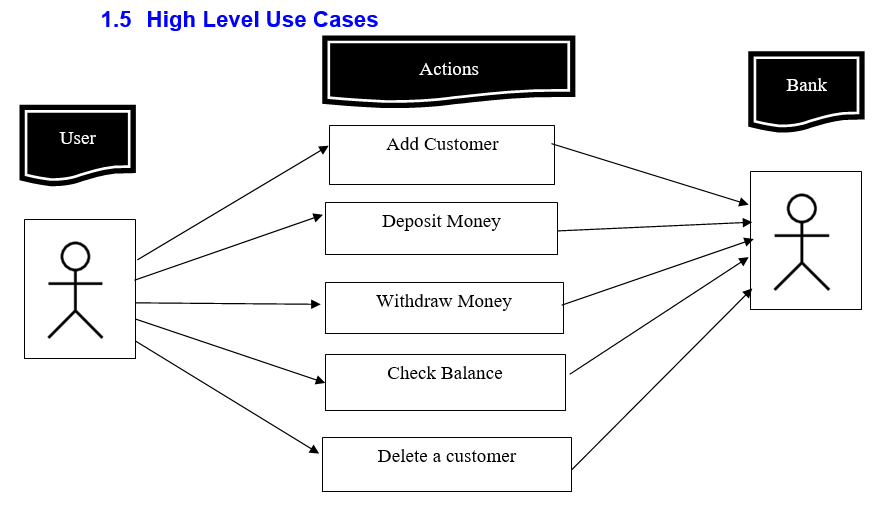 1.5 High Level Use Cases
Actions
Bank
User
Add Customer
Deposit Money
Withdraw Money
Check Balance
Delete a customer